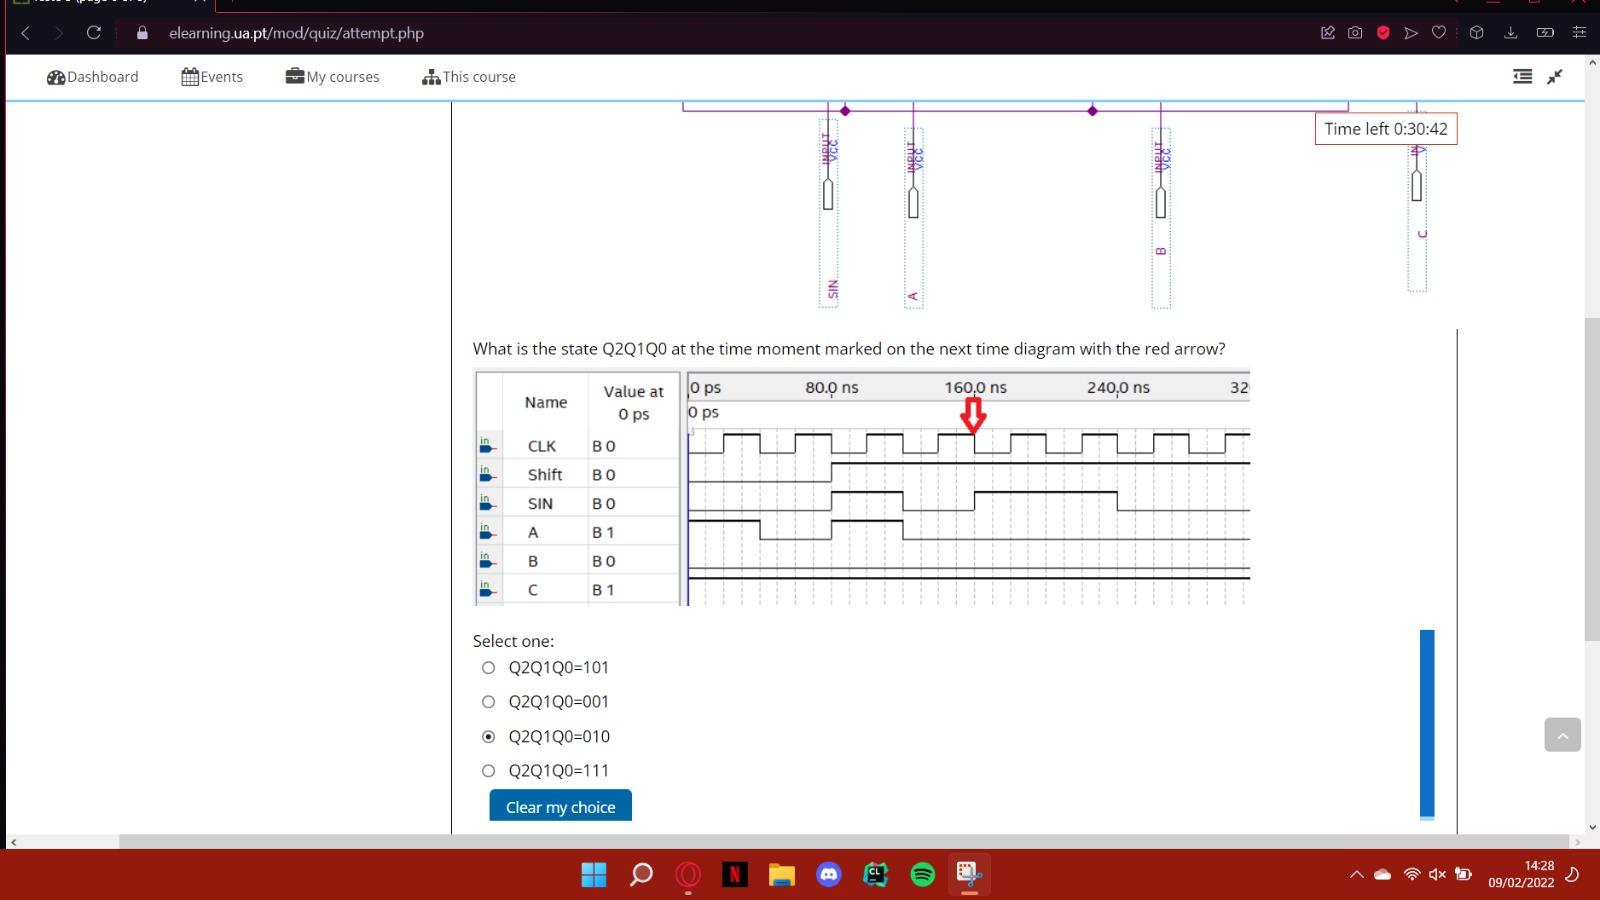 elearning.ua.pt/mod/quiz/attempt.php
Dashboard
Events
My courses
This course
Time left 0:30:42
INPUT
VCC
INPUT
VCC
INPUT
VCC
SIN
A
B
C
What is the state Q2Q1Q0 at the time moment marked on the next time diagram with the red arrow?
Name
Value at
0 ps
0 ps
80.0 ns
160.0 ns
240.0 ns
32
0 ps
in
CLK
B 0
in
Shift
B 0
in
SIN
B 0
in
A
B 1
in
B
B 0
in
C
B 1
Select one:
Q2Q1Q0=101
Q2Q1Q0=001
Q2Q1Q0=010
Q2Q1Q0=111
Clear my choice
N
CL
14:28
09/02/2022